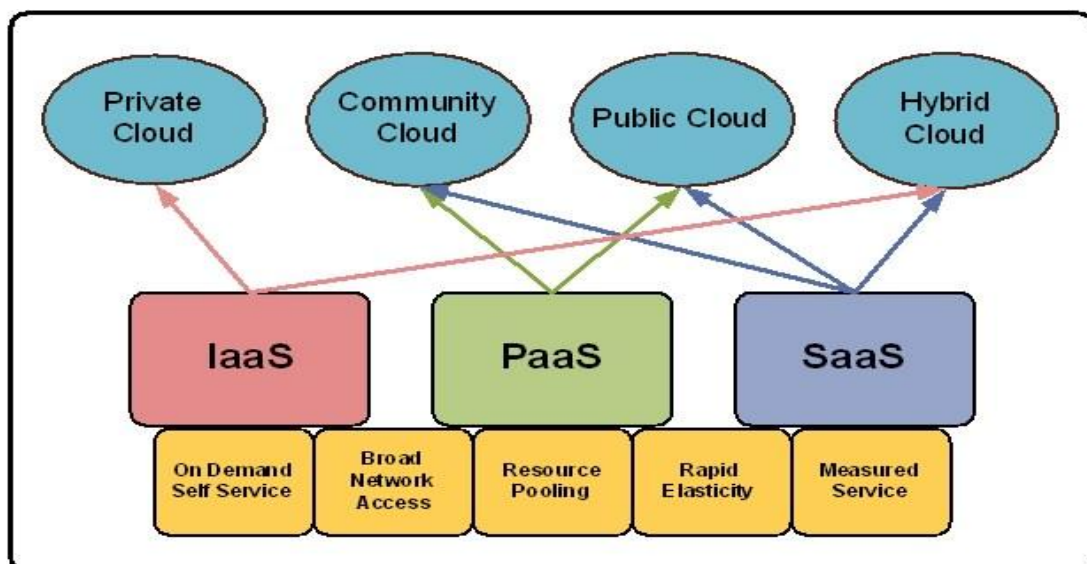 Private
Cloud
Community
Cloud
Public Cloud
Hybrid
Cloud
IaaS
PaaS
SaaS
On Demand
Self Service
Broad
Network
Access
Resource
Pooling
Rapid
Elasticity
Measured
Service